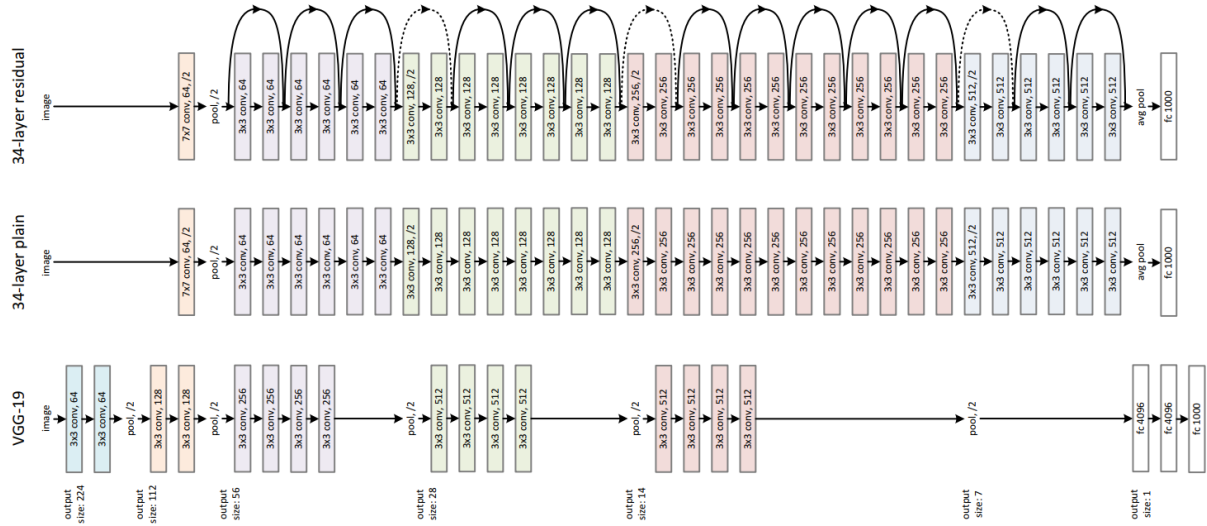 34-layer residual
image
7x7 conv, 64, /2
pool, /2
3x3 conv, 64
3x3 conv, 64
3x3 conv, 64
3x3 conv, 64
3x3 conv, 64
3x3 conv, 64
3x3 conv, 128, /2
3x3 conv, 128
3x3 conv, 128
3x3 conv, 128
3x3 conv, 128
3x3 conv, 128
3x3 conv, 128
3x3 conv, 128
3x3 conv, 256, /2
3x3 conv, 256
3x3 conv, 256
3x3 conv, 256
3x3 conv, 256
3x3 conv, 256
3x3 conv, 256
3x3 conv, 256
3x3 conv, 256
3x3 conv, 256
3x3 conv, 256
3x3 conv, 256
3x3 conv, 512, /2
3x3 conv, 512
3x3 conv, 512
3x3 conv, 512
3x3 conv, 512
3x3 conv, 512
avg pool
fc 1000
34-layer plain
image
7x7 conv, 64, /2
pool, /2
3x3 conv, 64
3x3 conv, 64
3x3 conv, 64
3x3 conv, 64
3x3 conv, 64
3x3 conv, 64
3x3 conv, 128, /2
3x3 conv, 128
3x3 conv, 128
3x3 conv, 128
3x3 conv, 128
3x3 conv, 128
3x3 conv, 128
3x3 conv, 128
3x3 conv, 256, /2
3x3 conv, 256
3x3 conv, 256
3x3 conv, 256
3x3 conv, 256
3x3 conv, 256
3x3 conv, 256
3x3 conv, 256
3x3 conv, 256
3x3 conv, 256
3x3 conv, 256
3x3 conv, 256
3x3 conv, 512, /2
3x3 conv, 512
3x3 conv, 512
3x3 conv, 512
3x3 conv, 512
3x3 conv, 512
avg pool
fc 1000
VGG-19
image
3x3 conv, 64
3x3 conv, 64
pool, /2
3x3 conv, 128
3x3 conv, 128
pool, /2
3x3 conv, 256
3x3 conv, 256
3x3 conv, 256
3x3 conv, 256
pool, /2
3x3 conv, 512
3x3 conv, 512
3x3 conv, 512
3x3 conv, 512
pool, /2
3x3 conv, 512
3x3 conv, 512
3x3 conv, 512
3x3 conv, 512
pool, /2
fc 4096
fc 4096
fc 1000
output
size: 224
output
size: 112
output
size: 56
output
size: 28
output
size: 14
output
size: 7
output
size: 1